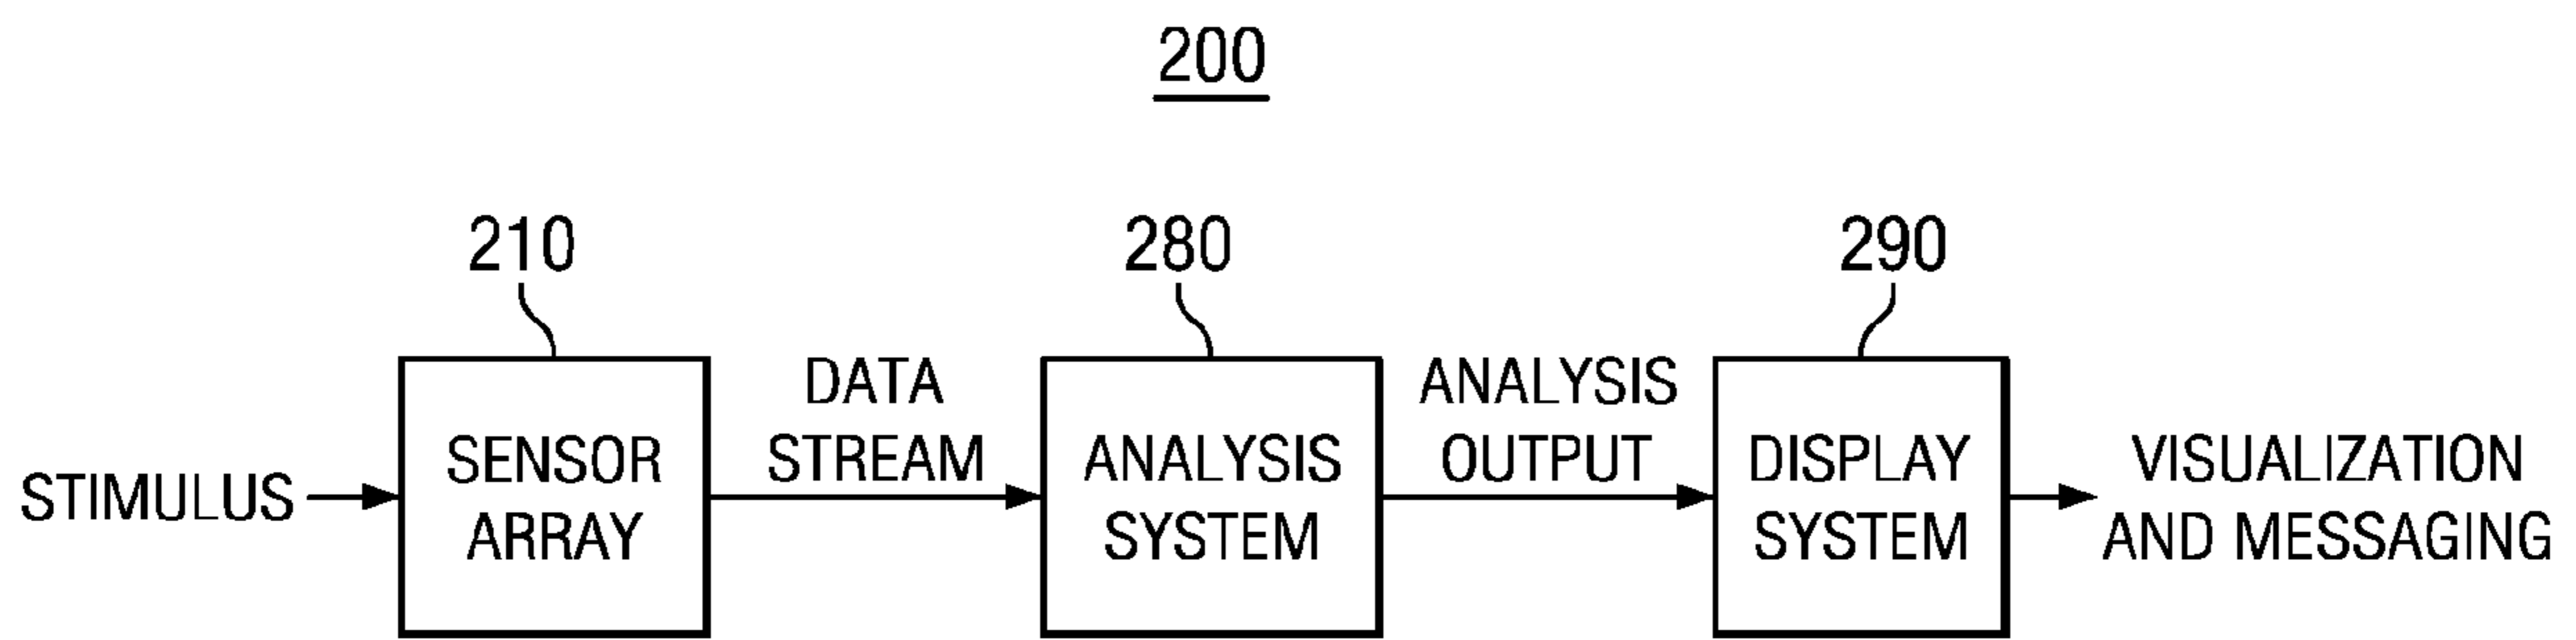 200
210
280
290
STIMULUS
SENSOR
ARRAY
DATA
STREAM
ANALYSIS
SYSTEM
ANALYSIS
OUTPUT
DISPLAY
SYSTEM
VISUALIZATION
AND MESSAGING